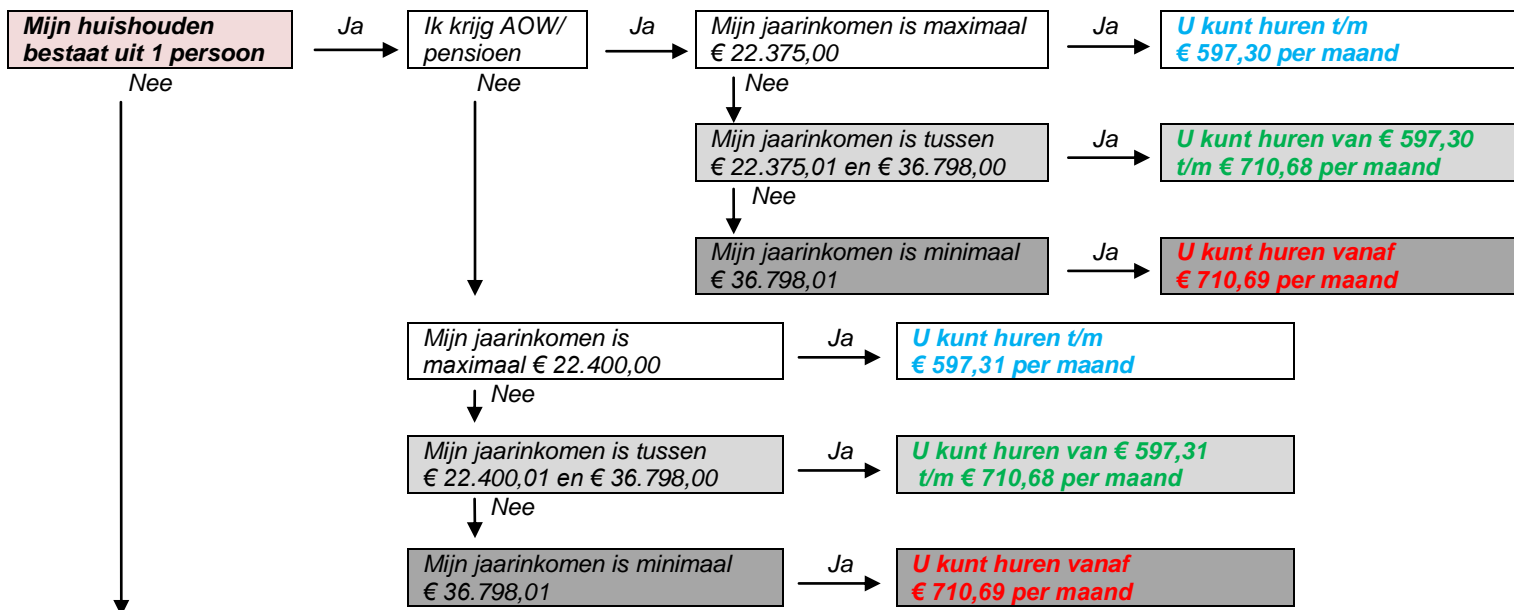 Mijn huishouden
bestaat uit 1 persoon
Ja
Ik krijg AOW/
pensioen
Ja
Mijn jaarinkomen is maximaal
€ 22.375,00
Ja
U kunt huren t/m
€ 597,30 per maand
Nee
Nee
Nee
Mijn jaarinkomen is tussen
€ 22.375,01 en € 36.798,00
Ja
U kunt huren van € 597,30
t/m € 710,68 per maand
Nee
Mijn jaarinkomen is minimaal
€ 36.798,01
Ja
U kunt huren vanaf
€ 710,69 per maand
Mijn jaarinkomen is
maximaal € 22.400,00
Ja
U kunt huren t/m
€ 597,31 per maand
Nee
Mijn jaarinkomen is tussen
€ 22.400,01 en € 36.798,00
Ja
U kunt huren van € 597,31
t/m € 710,68 per maand
Nee
Mijn jaarinkomen is minimaal
€ 36.798,01
Ja
U kunt huren vanaf
€ 710,69 per maand